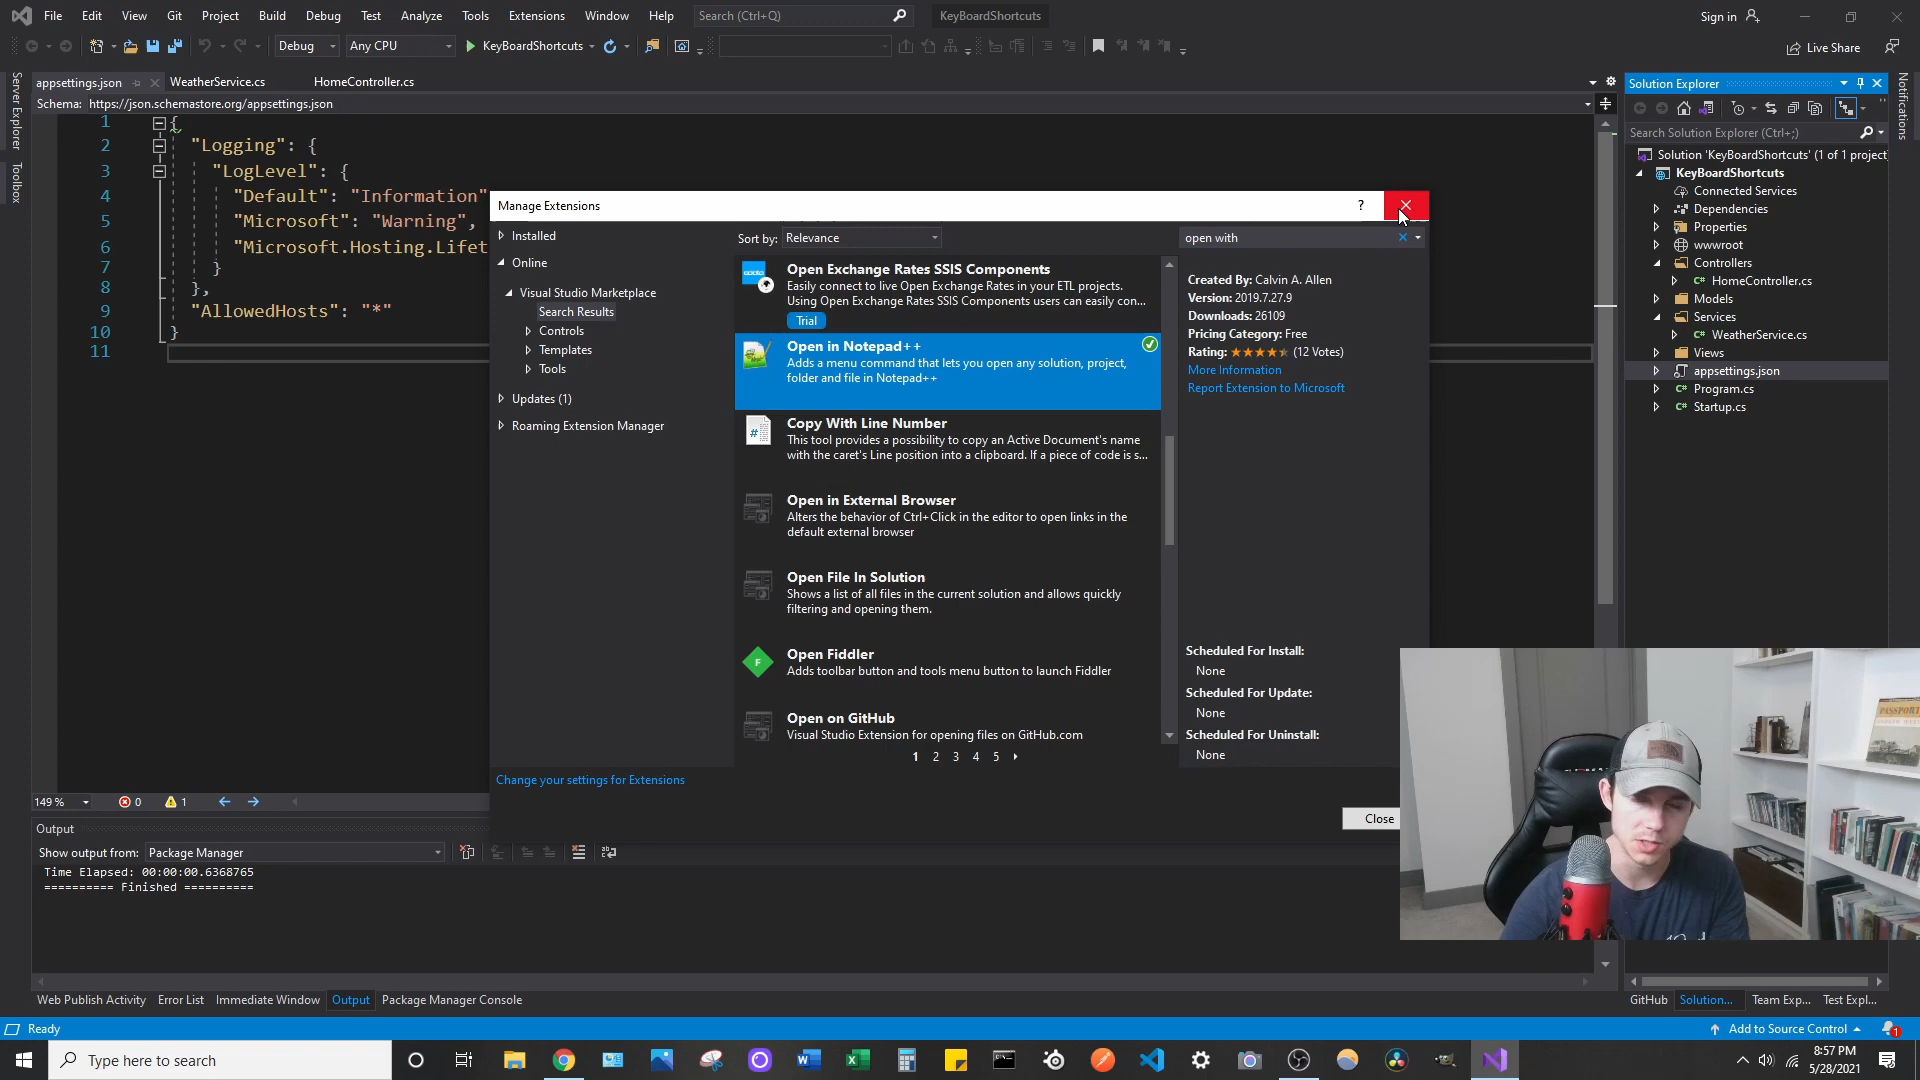 File Edit View Git Project Build Debug Test Analyze Tools Extensions Window Help Search (Ctrl+Q) KeyBoardShortcuts Sign in
Debug Any CPU KeyBoardShortcuts Live Share
appsettings.json WeatherService.cs HomeController.cs
Schema: https://json.schemastore.org/appsettings.json
Server Explorer
Toolbox
1 {
2 "Logging": {
3 "LogLevel": {
4 "Default": "Information"
5 "Microsoft": "Warning",
6 "Microsoft.Hosting.Lifet
7 }
8 },
9 "AllowedHosts": "*"
10 }
11
149 % 0 1
Manage Extensions ?
Installed
Online
Visual Studio Marketplace
Search Results
Controls
Templates
Tools
Updates (1)
Roaming Extension Manager
Change your settings for Extensions
Sort by: Relevance
open with
Open Exchange Rates SSIS Components
Easily connect to live Open Exchange Rates in your ETL projects.
Using Open Exchange Rates SSIS Components users can easily con...
Trial
Open in Notepad++
Adds a menu command that lets you open any solution, project,
folder and file in Notepad++
Copy With Line Number
This tool provides a possibility to copy an Active Document's name
with the caret's Line position into a clipboard. If a piece of code is s...
Open in External Browser
Alters the behavior of Ctrl+Click in the editor to open links in the
default external browser
Open File In Solution
Shows a list of all files in the current solution and allows quickly
filtering and opening them.
F
Open Fiddler
Adds toolbar button and tools menu button to launch Fiddler
Open on GitHub
Visual Studio Extension for opening files on GitHub.com
1 2 3 4 5
Created By: Calvin A. Allen
Version: 2019.7.27.9
Downloads: 26109
Pricing Category: Free
Rating: (12 Votes)
More Information
Report Extension to Microsoft
Scheduled For Install:
None
Scheduled For Update:
None
Scheduled For Uninstall:
None
Close
Solution Explorer
Search Solution Explorer (Ctrl+;)
Solution 'KeyBoardShortcuts' (1 of 1 project
KeyBoardShortcuts
Connected Services
Dependencies
Properties
wwwroot
Controllers
C# HomeController.cs
Models
Services
C# WeatherService.cs
Views
appsettings.json
C# Program.cs
C# Startup.cs
Notifications
PASSPORT
Output
Show output from: Package Manager
Time Elapsed: 00:00:00.6368765
========== Finished ==========
Web Publish Activity Error List Immediate Window Output Package Manager Console
GitHub Solution... Team Exp... Test Expl...
Ready Add to Source Control 1
Type here to search
8:57 PM
5/28/2021